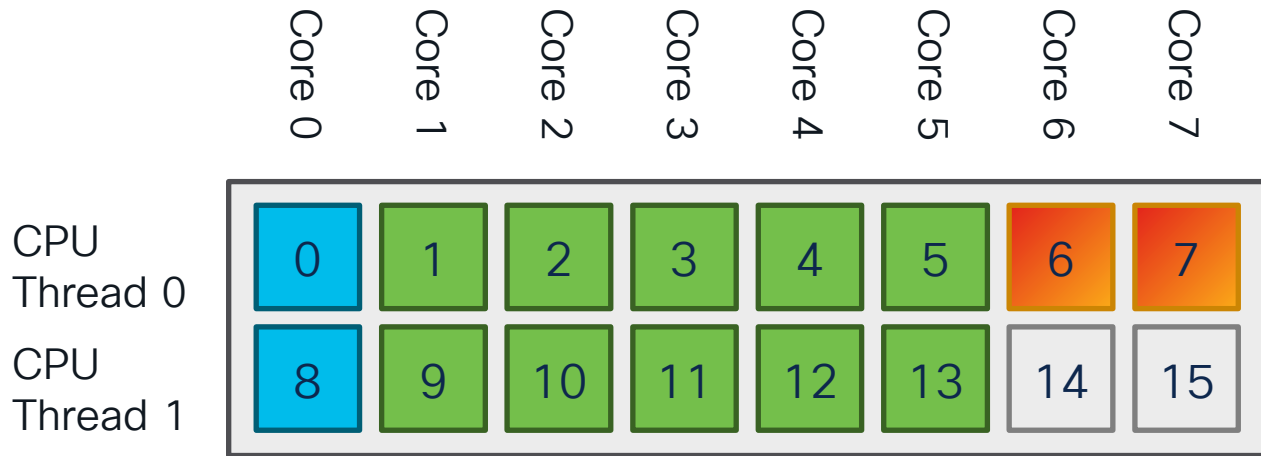 Core 0
Core 1
Core 2
Core 3
Core 4
Core 5
Core 6
Core 7
CPU
Thread 0
0 1 2 3 4 5 6 7
CPU
Thread 1
8 9 10 11 12 13 14 15